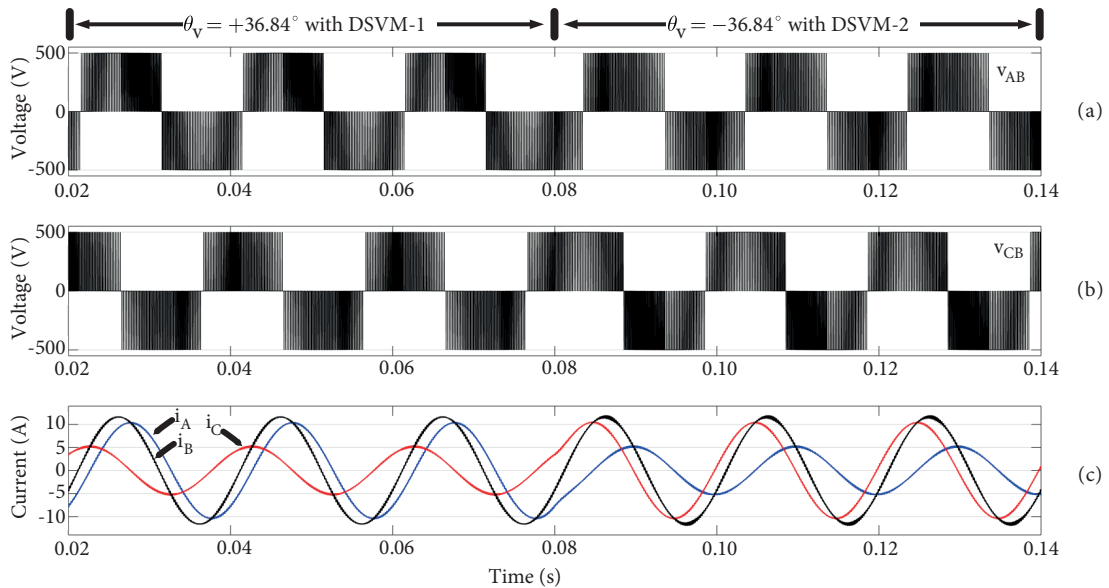 θv = +36.84° with DSVM-1
θv = −36.84° with DSVM-2
Voltage (V)
500
0
-500
vAB
(a)
0.02 0.04 0.06 0.08 0.10 0.12 0.14
Voltage (V)
500
0
-500
vCB
(b)
0.02 0.04 0.06 0.08 0.10 0.12 0.14
Current (A)
10
5
0
-5
-10
iA
iB
iC
(c)
0.02 0.04 0.06 0.08 0.10 0.12 0.14
Time (s)